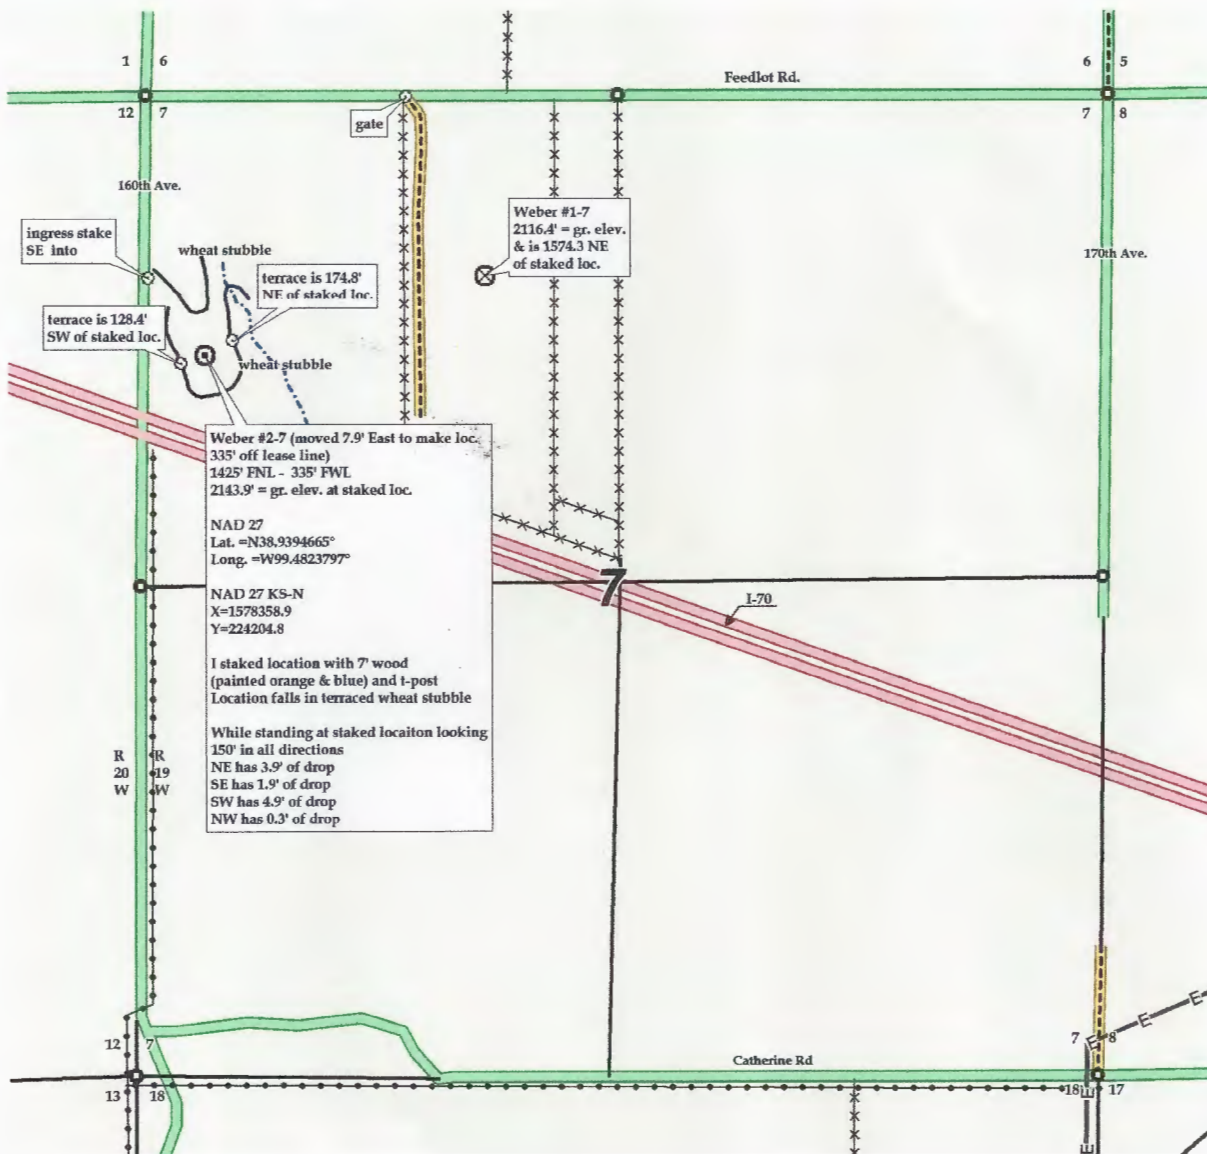 1 6
6 5
Feedlot Rd.
12 7
7 8
gate
160th Ave.
Weber #1-7
2116.4' = gr. elev.
& is 1574.3 NE
of staked loc.
ingress stake
SE into
wheat stubble
170th Ave.
terrace is 174.8'
NE of staked loc.
terrace is 128.4'
SW of staked loc.
wheat stubble
Weber #2-7 (moved 7.9' East to make loc.
335' off lease line)
1425' FNL - 335' FWL
2143.9' = gr. elev. at staked loc.
NAD 27
Lat. =N38.9394665°
Long. =W99.4823797°
NAD 27 KS-N
X=1578358.9
Y=224204.8
I staked location with 7' wood
(painted orange & blue) and t-post
Location falls in terraced wheat stubble
While standing at staked locaiton looking
150' in all directions
NE has 3.9' of drop
SE has 1.9' of drop
SW has 4.9' of drop
NW has 0.3' of drop
7
I-70
R R
20 19
W W
E
E
E
12 7
7 8
Catherine Rd
13 18
18 17
E
E